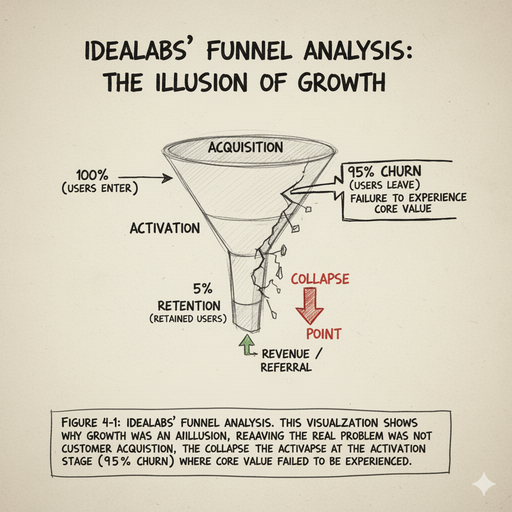 IDEALABS' FUNNEL ANALYSIS:
THE ILLUSION OF GROWTH
ACQUISITION
100%
(USERS ENTER)
95% CHURN
(USERS LEAVE)
FAILURE TO EXPERIENCE
CORE VALUE
ACTIVATION
5%
RETENTION
(RETAINED USERS)
COLLAPSE
POINT
REVENUE /
REFERRAL
FIGURE 4-1: IDEALABS' FUNNEL ANALYSIS. THIS VISUALZATION SHOWS
WHY GROWTH WAS AN AIILLUSION, REAAVING THE REAL PROBLEM WAS NOT
CUSTOMER ACQUISTION, THE COLLAPSE THE ACTIVAPSE AT THE ACTIVATION
STAGE (95% CHURN) WHERE CORE VALUE FAILED TO BE EXPERIENCED.